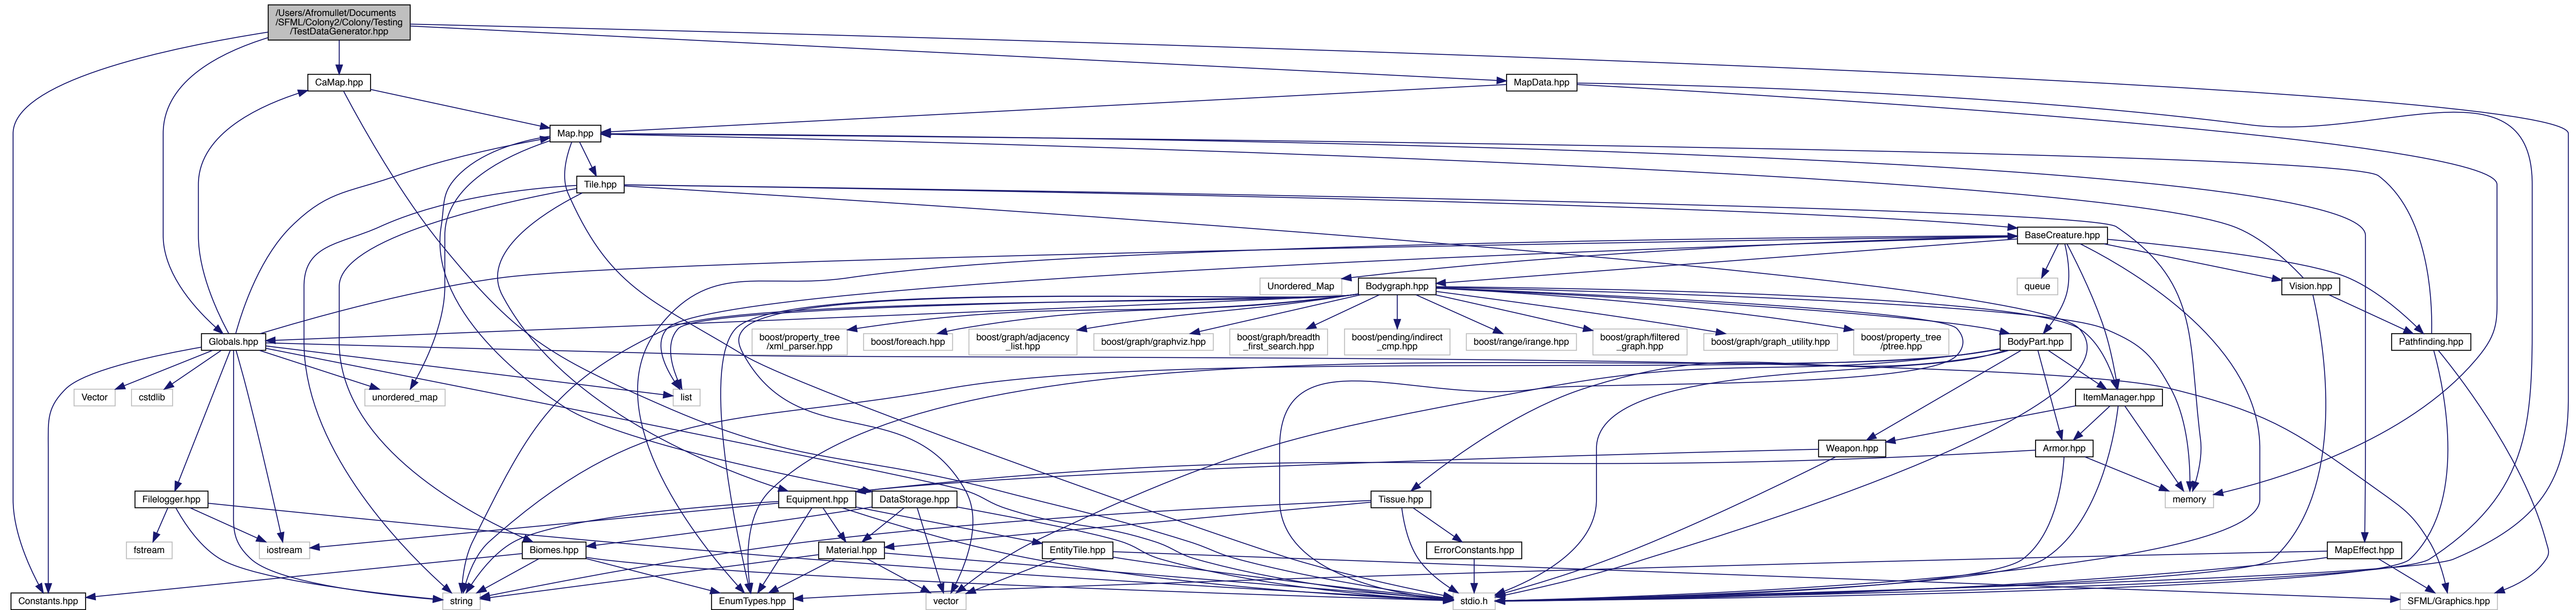 /Users/Afromullet/Documents
/SFML/Colony2/Colony/Testing
/TestDataGenerator.hpp
CaMap.hpp
MapData.hpp
Map.hpp
Tile.hpp
BaseCreature.hpp
Unordered_Map
Bodygraph.hpp
queue
Vision.hpp
Globals.hpp
boost/property_tree
/xml_parser.hpp
boost/foreach.hpp
boost/graph/adjacency
_list.hpp
boost/graph/graphviz.hpp
boost/graph/breadth
_first_search.hpp
boost/pending/indirect
_cmp.hpp
boost/range/irange.hpp
boost/graph/filtered
_graph.hpp
boost/graph/graph_utility.hpp
boost/property_tree
/ptree.hpp
BodyPart.hpp
Pathfinding.hpp
Vector
cstdlib
unordered_map
list
ItemManager.hpp
Weapon.hpp
Armor.hpp
Filelogger.hpp
Equipment.hpp
DataStorage.hpp
Tissue.hpp
memory
fstream
iostream
Biomes.hpp
Material.hpp
EntityTile.hpp
ErrorConstants.hpp
MapEffect.hpp
Constants.hpp
string
EnumTypes.hpp
vector
stdio.h
SFML/Graphics.hpp